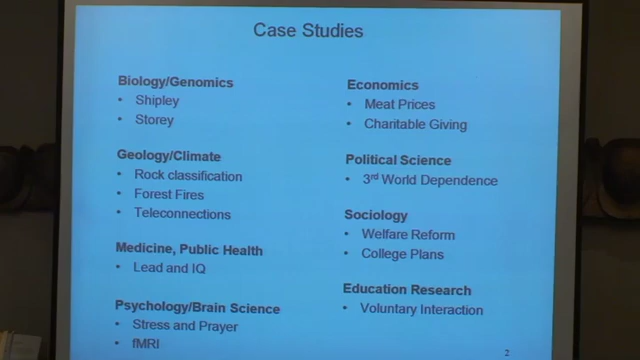 Case Studies
Biology/Genomics
• Shipley
• Storey
Geology/Climate
• Rock classification
• Forest Fires
• Teleconnections
Medicine, Public Health
• Lead and IQ
Psychology/Brain Science
• Stress and Prayer
• fMRI
Economics
• Meat Prices
• Charitable Giving
Political Science
• 3rd World Dependence
Sociology
• Welfare Reform
• College Plans
Education Research
• Voluntary Interaction
2